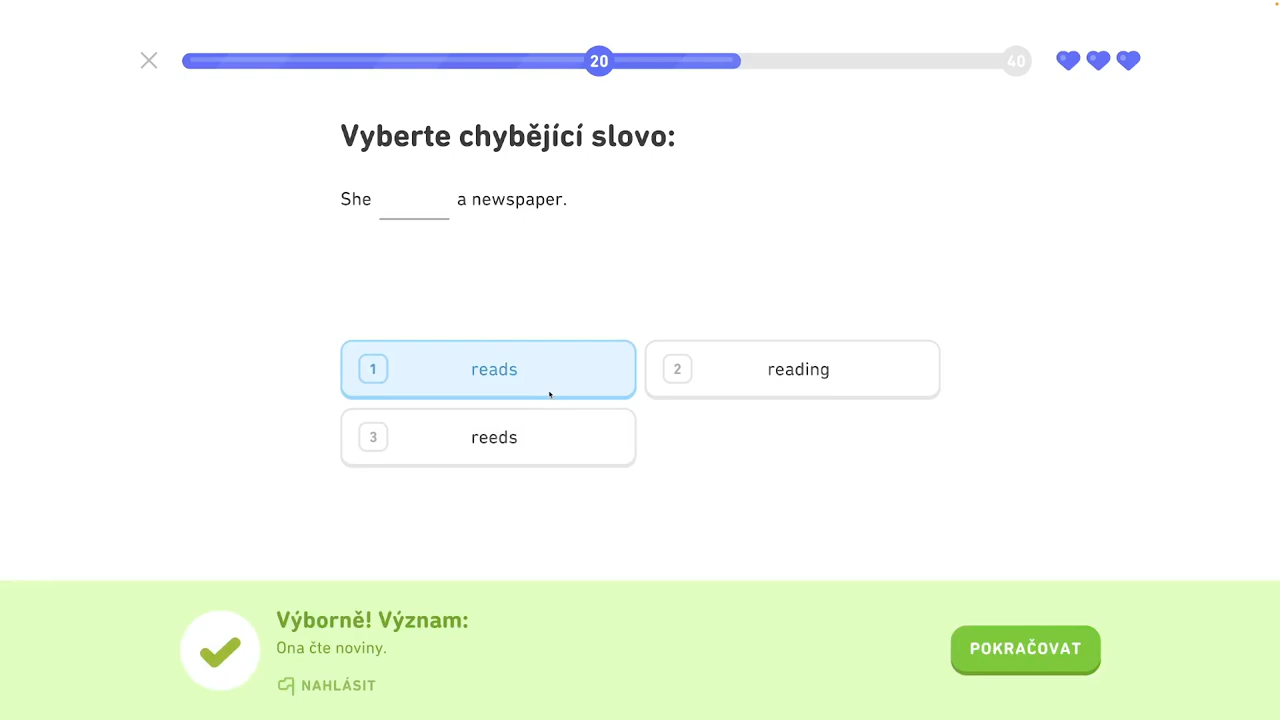 20
40
Vyberte chybějící slovo:
She ______ a newspaper.
1 reads
2 reading
3 reeds
Výborně! Význam:
Ona čte noviny.
POKRAČOVAT
NAHLÁSIT